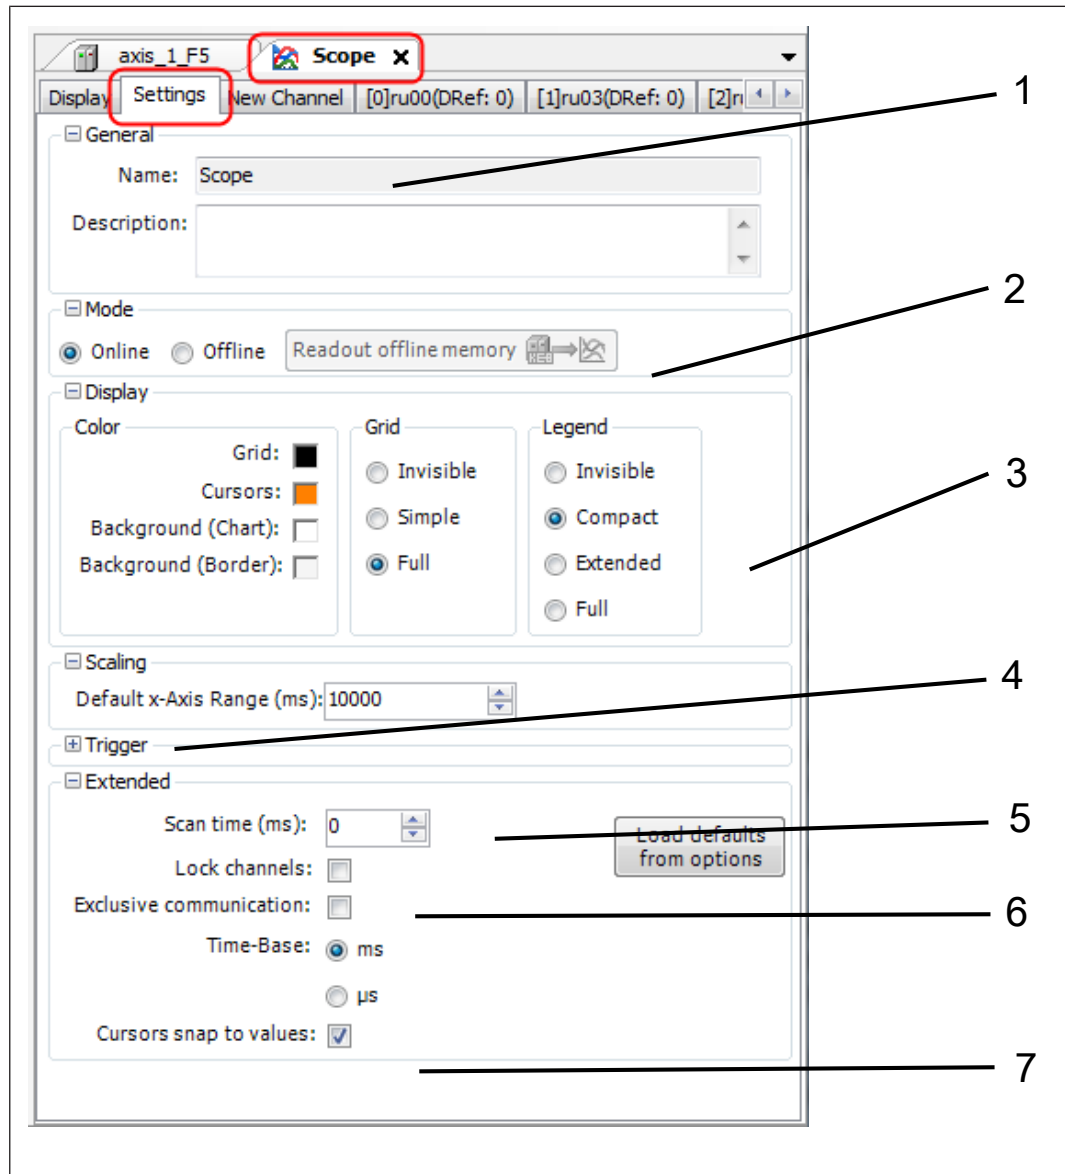 axis_1_F5 Scope x
Display Settings New Channel [0]ru00(DRef: 0) [1]ru03(DRef: 0)
1
General
Name: Scope
Description:
2
Mode
Online Offline Readout offline memory
Display
Color Grid Legend
Grid: Invisible Invisible
3
Cursors: Simple Compact
Background (Chart):
Background (Border): Full Extended
Full
Scaling
4
Default x-Axis Range (ms): 10000
Trigger
Extended
5
Scan time (ms): 0 Load defaults
from options
Lock channels:
6
Exclusive communication:
Time-Base: ms
µs
Cursors snap to values:
7